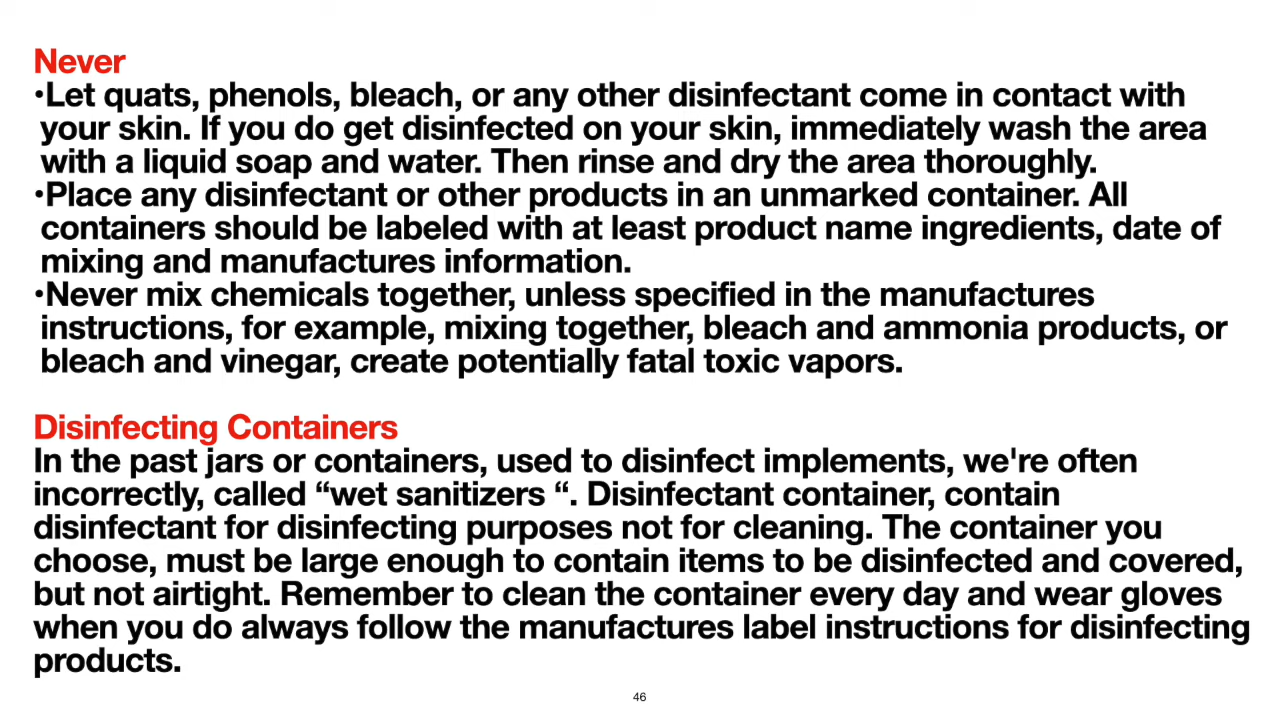 Never
•Let quats, phenols, bleach, or any other disinfectant come in contact with
your skin. If you do get disinfected on your skin, immediately wash the area
with a liquid soap and water. Then rinse and dry the area thoroughly.
•Place any disinfectant or other products in an unmarked container. All
containers should be labeled with at least product name ingredients, date of
mixing and manufactures information.
•Never mix chemicals together, unless specified in the manufactures
instructions, for example, mixing together, bleach and ammonia products, or
bleach and vinegar, create potentially fatal toxic vapors.
Disinfecting Containers
In the past jars or containers, used to disinfect implements, we're often
incorrectly, called “wet sanitizers “. Disinfectant container, contain
disinfectant for disinfecting purposes not for cleaning. The container you
choose, must be large enough to contain items to be disinfected and covered,
but not airtight. Remember to clean the container every day and wear gloves
when you do always follow the manufactures label instructions for disinfecting
products.
46